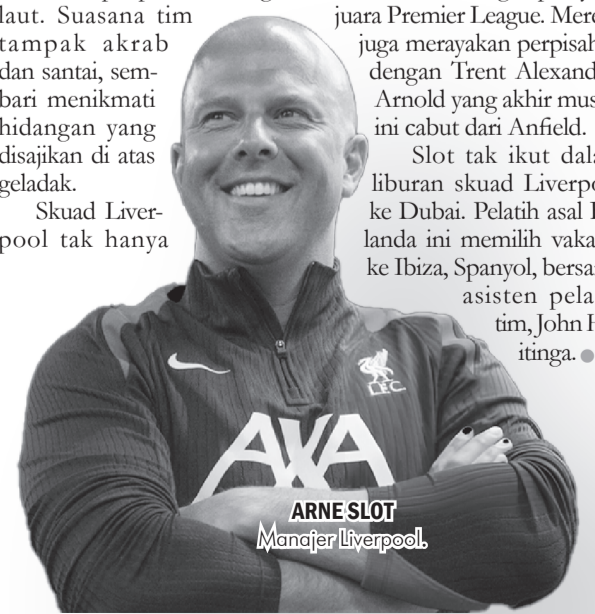 laut. Suasana tim
tampak akrab
dan santai, sem-
bari menikmati
hidangan yang
disajikan di atas
geladak.
Skuad Liver-
pool tak hanya
juara Premier League.
juga merayakan
dengan Trent
Arnold yang akhir
ini cabut dari Anfield.
Slot tak ikut
liburan skuad
ke Dubai. Pelatih asal
landa ini memilih
ke Ibiza, Spanyol,
asisten
tim, John
itinga.
L.F.C.
AXA
ARNE SLOT
Manajer Liverpool.